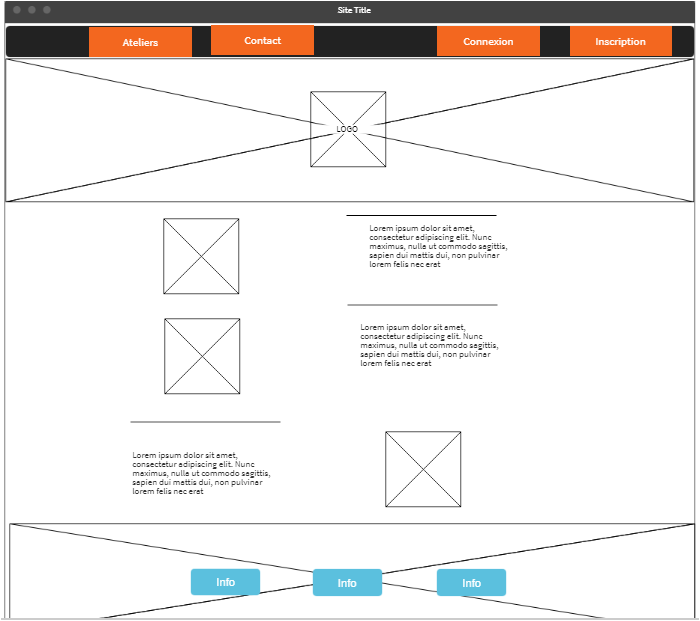 Site Title
Ateliers
Contact
Connexion
Inscription
LOGO
Lorem ipsum dolor sit amet,
consectetur adipiscing elit. Nunc
maximus, nulla ut commodo sagittis,
sapien dui mattis dui, non pulvinar
lorem felis nec erat
Lorem ipsum dolor sit amet,
consectetur adipiscing elit. Nunc
maximus, nulla ut commodo sagittis,
sapien dui mattis dui, non pulvinar
lorem felis nec erat
Lorem ipsum dolor sit amet,
consectetur adipiscing elit. Nunc
maximus, nulla ut commodo sagittis,
sapien dui mattis dui, non pulvinar
lorem felis nec erat
Info
Info
Info